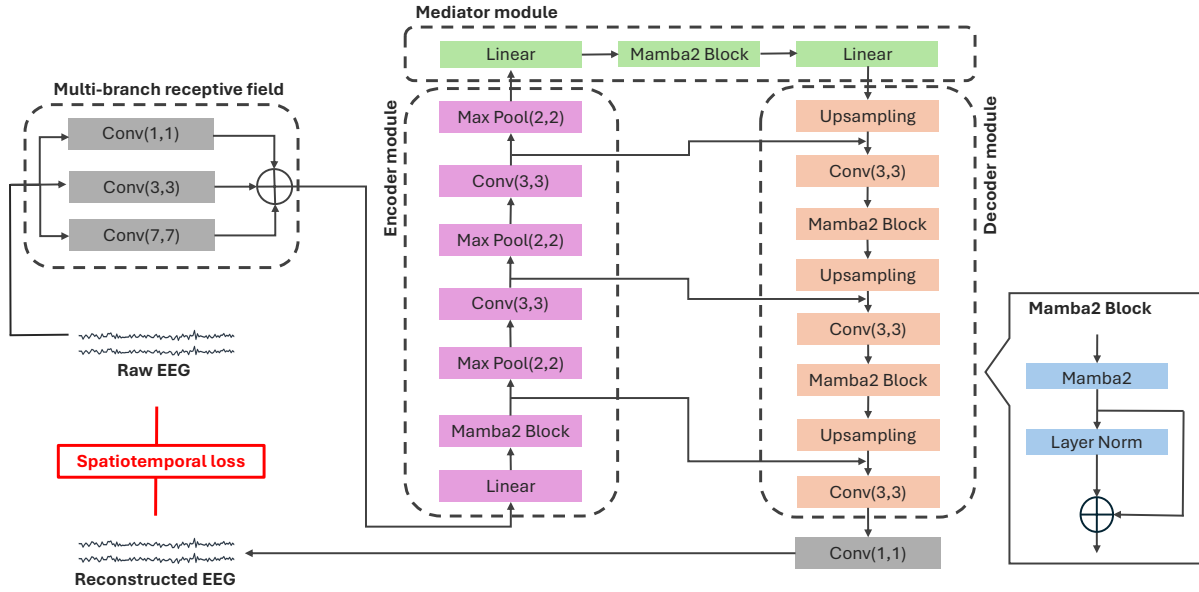 Multi-branch receptive field
Conv(1,1)
Conv(3,3)
Conv(7,7)
Raw EEG
Spatiotemporal loss
Reconstructed EEG
Mediator module
Linear
Mamba2 Block
Linear
Encoder module
Max Pool(2,2)
Conv(3,3)
Max Pool(2,2)
Conv(3,3)
Max Pool(2,2)
Mamba2 Block
Linear
Decoder module
Upsampling
Conv(3,3)
Mamba2 Block
Upsampling
Conv(3,3)
Mamba2 Block
Upsampling
Conv(3,3)
Conv(1,1)
Mamba2 Block
Mamba2
Layer Norm